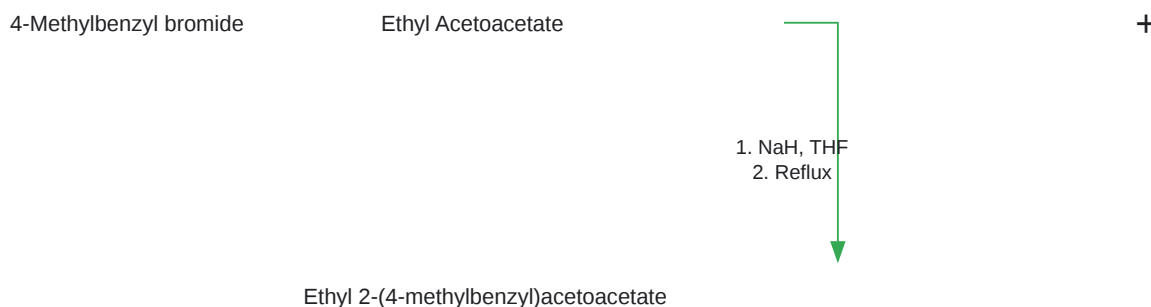 4-Methylbenzyl bromide
Ethyl Acetoacetate
+
1. NaH, THF
2. Reflux
Ethyl 2-(4-methylbenzyl)acetoacetate